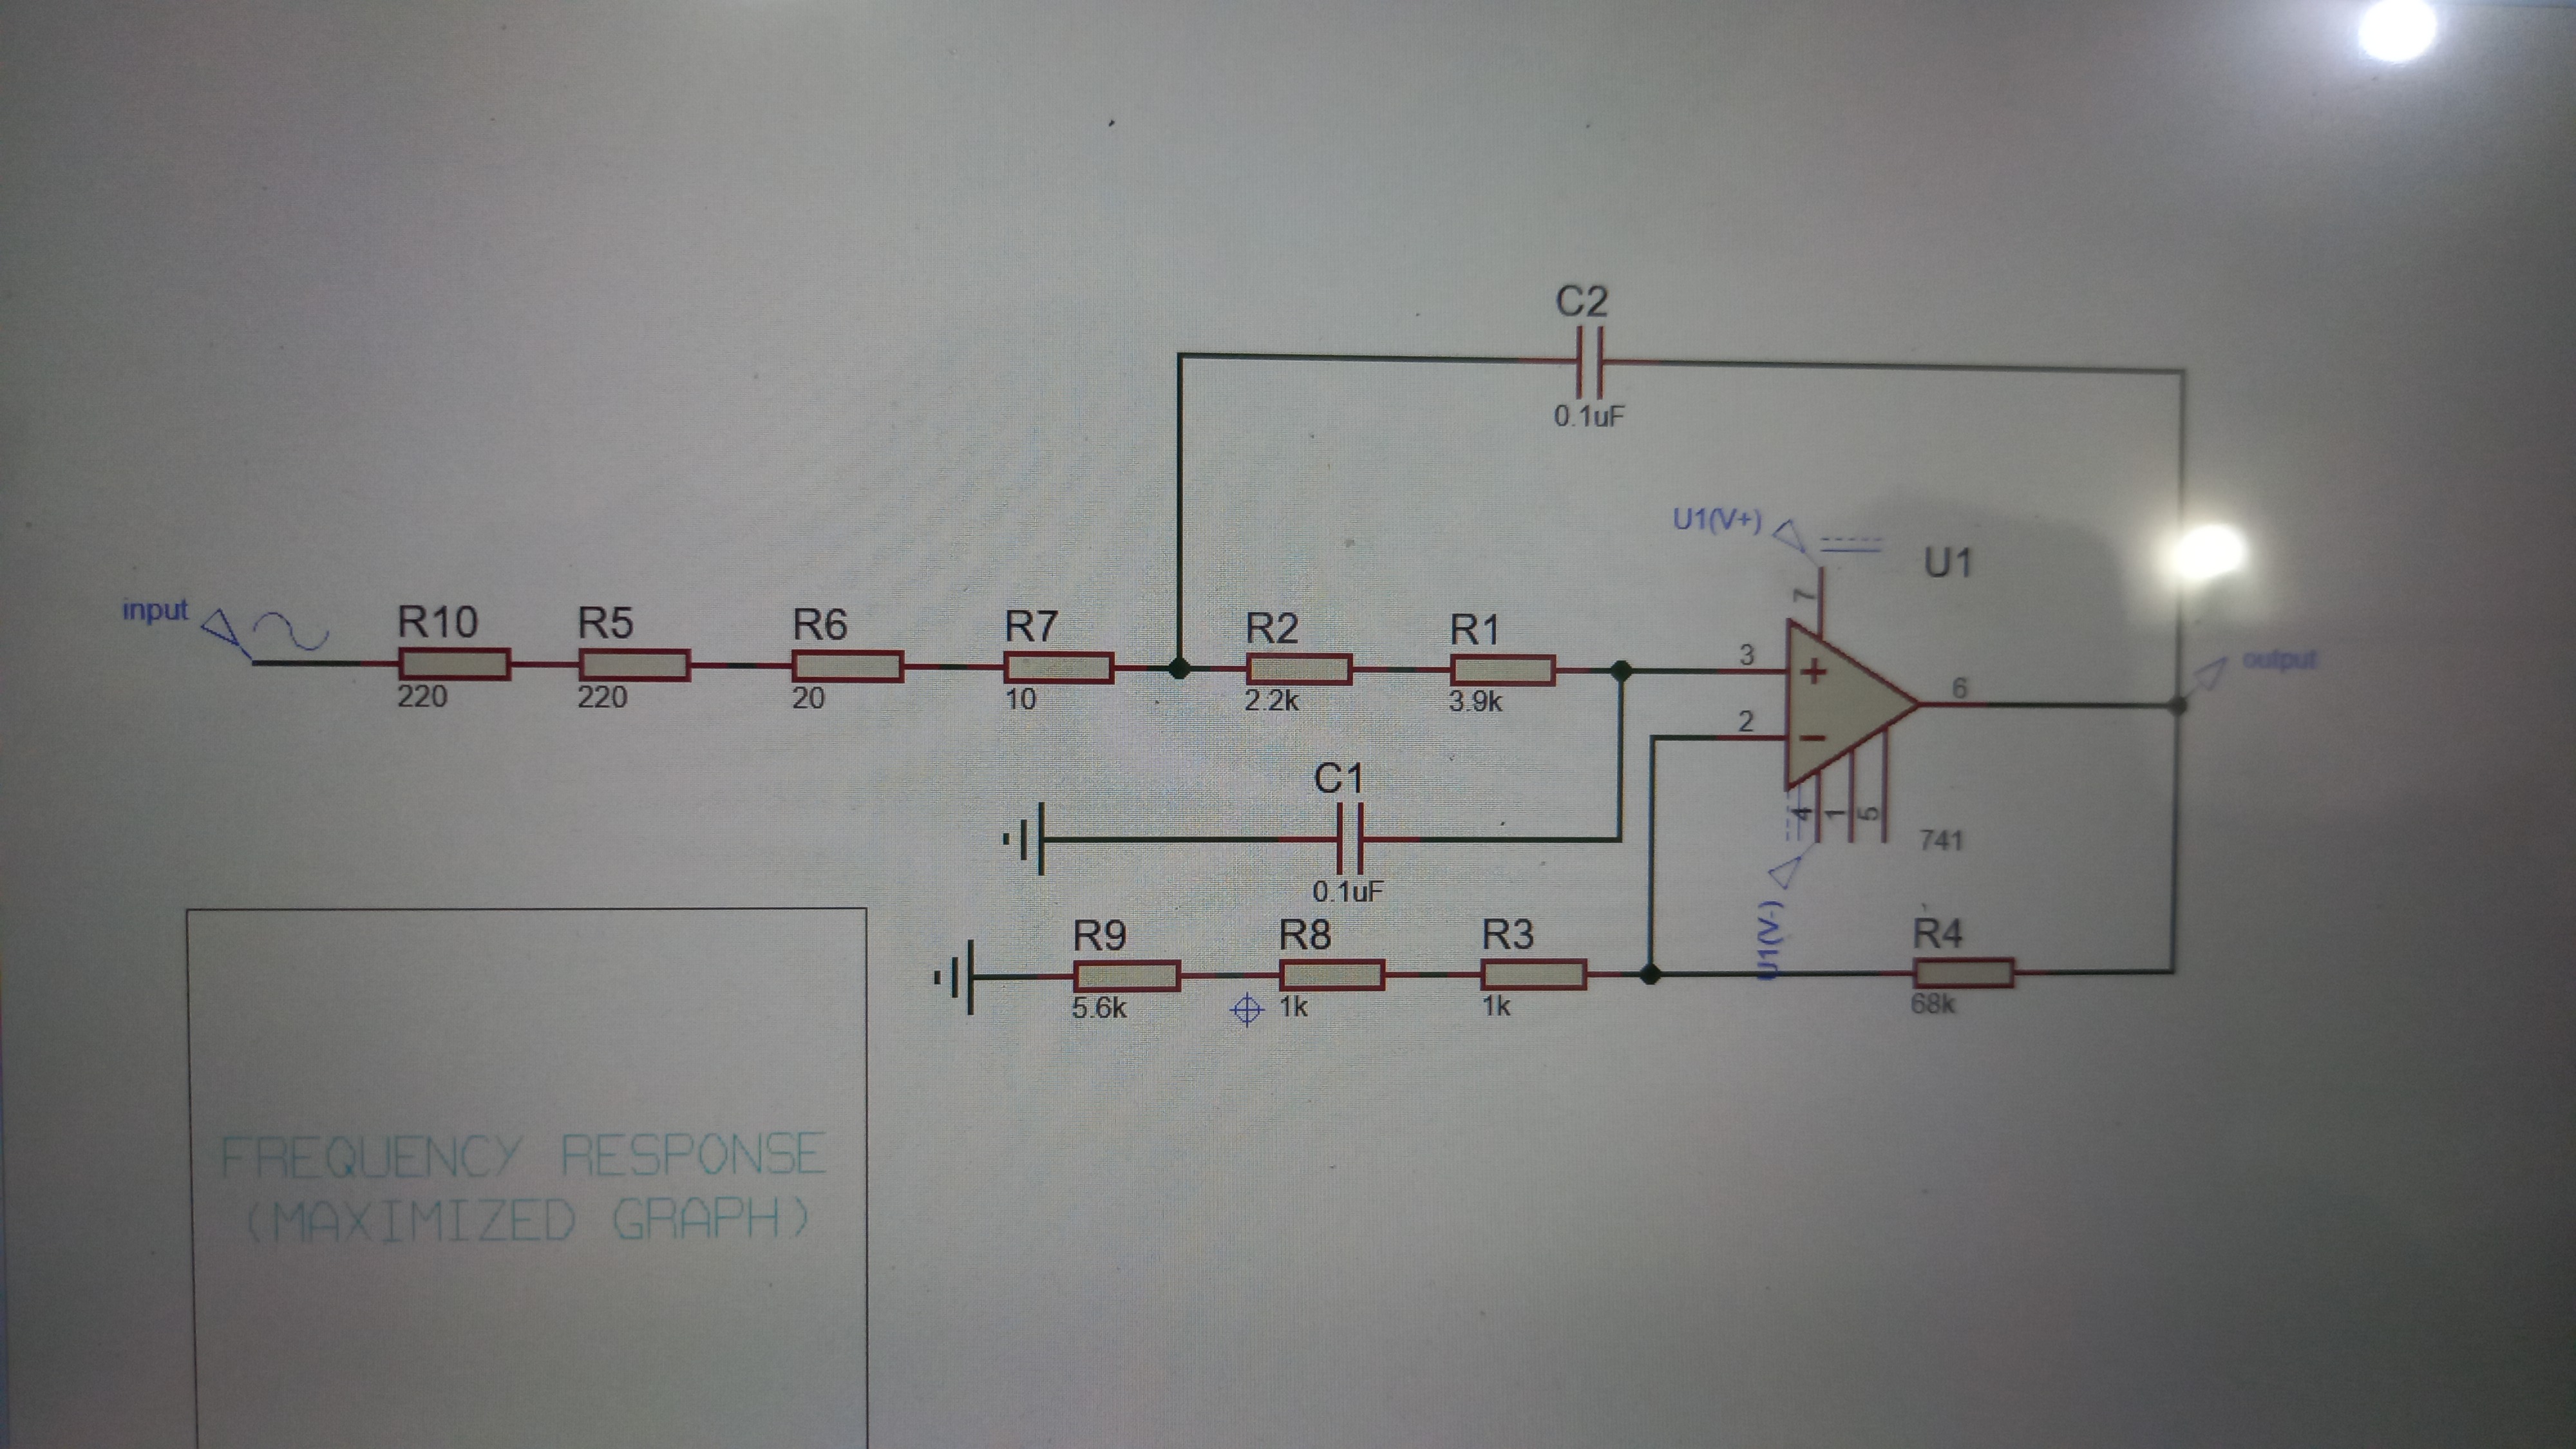 C2
0.1uF
U1(V+)
U1
7
input
R10
220
R5
220
R6
20
R7
10
R2
2.2k
R1
3.9k
3
+
2
−
6
output
4
1
5
741
U1(V-)
C1
0.1uF
R9
5.6k
R8
1k
R3
1k
R4
68k
FREQUENCY RESPONSE
(MAXIMIZED GRAPH)